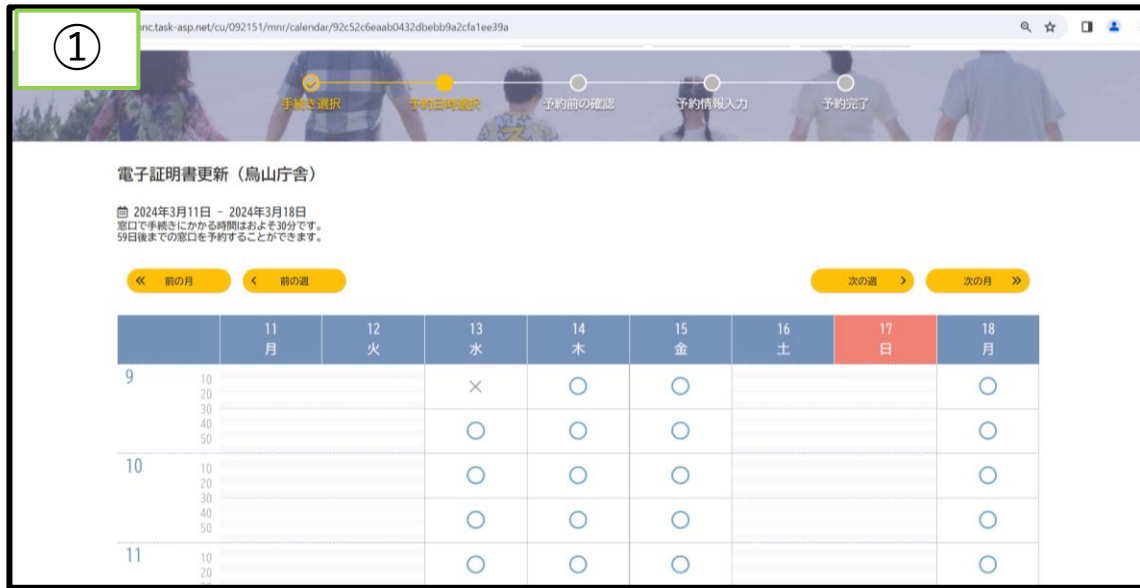 ①
nc.task-asp.net/cu/092151/mnr/calendar/92c52c6eaab0432dbebb9a2cfa1ee39a
手続き選択 予約日時選択 予約前の確認 予約情報入力 予約完了
電子証明書更新（烏山庁舎）
2024年3月11日 - 2024年3月18日
窓口で手続きにかかる時間はおよそ30分です。
59日後までの窓口を予約することができます。
« 前の月 < 前の週 次の週 > 次の月 »
11 12 13 14 15 16 17 18
月 火 水 木 金 土 日 月
9 10 × ○ ○ ○
20
30
40 ○ ○ ○ ○
50
10 10 ○ ○ ○ ○
20
30
40 ○ ○ ○ ○
50
11 10 ○ ○ ○ ○
20